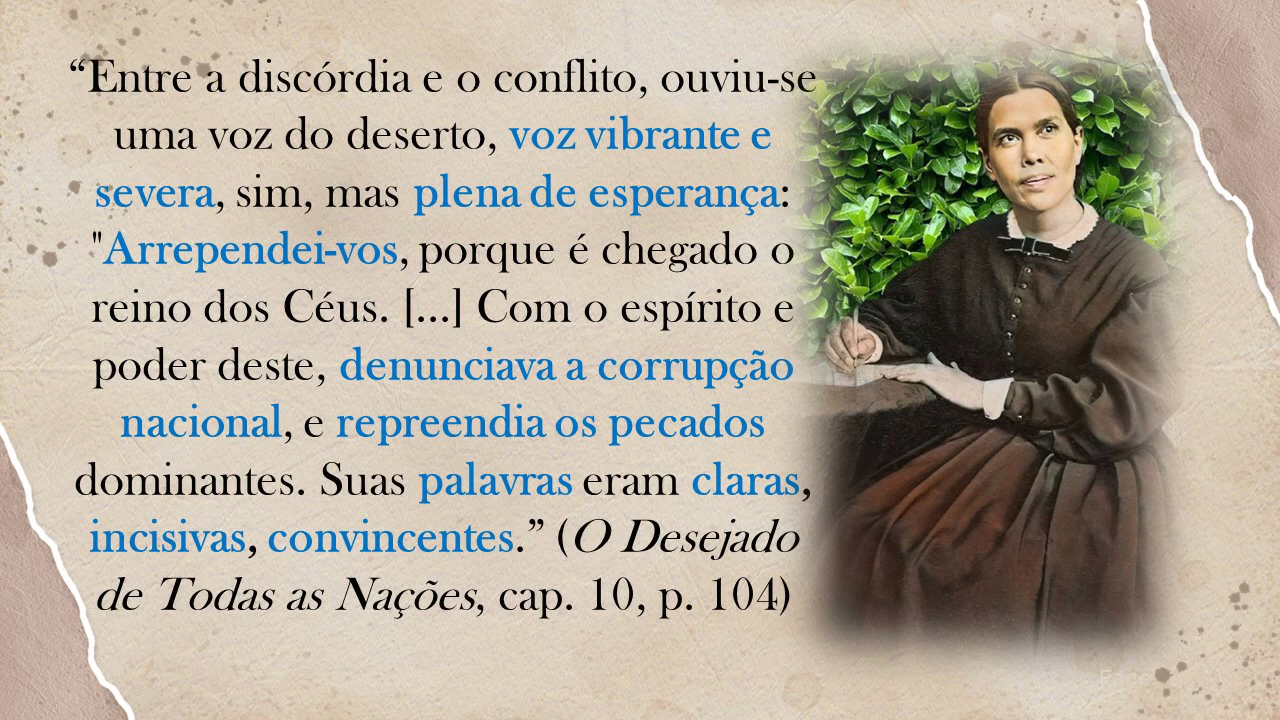 “Entre a discórdia e o conflito, ouviu-se
uma voz do deserto, voz vibrante e
severa, sim, mas plena de esperança:
"Arrependei-vos, porque é chegado o
reino dos Céus. [...] Com o espírito e
poder deste, denunciava a corrupção
nacional, e repreendia os pecados
dominantes. Suas palavras eram claras,
incisivas, convincentes.” (O Desejado
de Todas as Nações, cap. 10, p. 104)